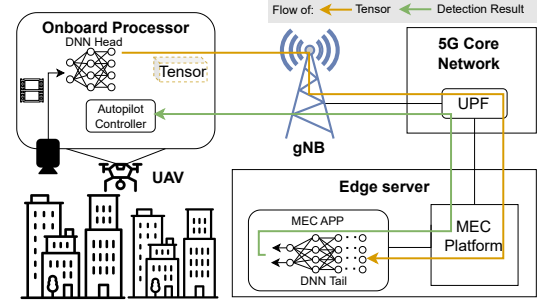 Flow of: Tensor Detection Result
Onboard Processor
DNN Head
Tensor
Autopilot
Controller
UAV
gNB
5G Core
Network
UPF
Edge server
MEC APP
DNN Tail
MEC
Platform